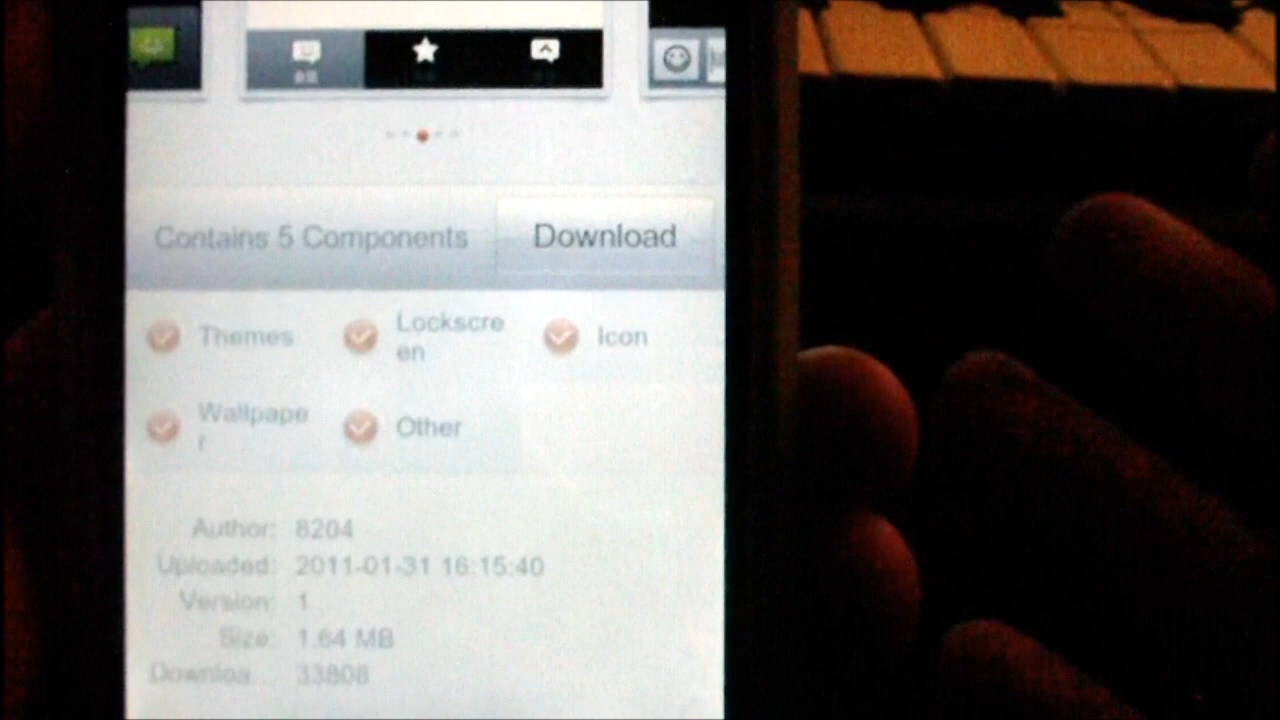 Contains 5 Components
Download
Themes
Lockscre
en
Icon
Wallpape
r
Other
Author: 8204
Uploaded: 2011-01-31 16:15:40
Version: 1
Size: 1.64 MB
Downloa... 33808